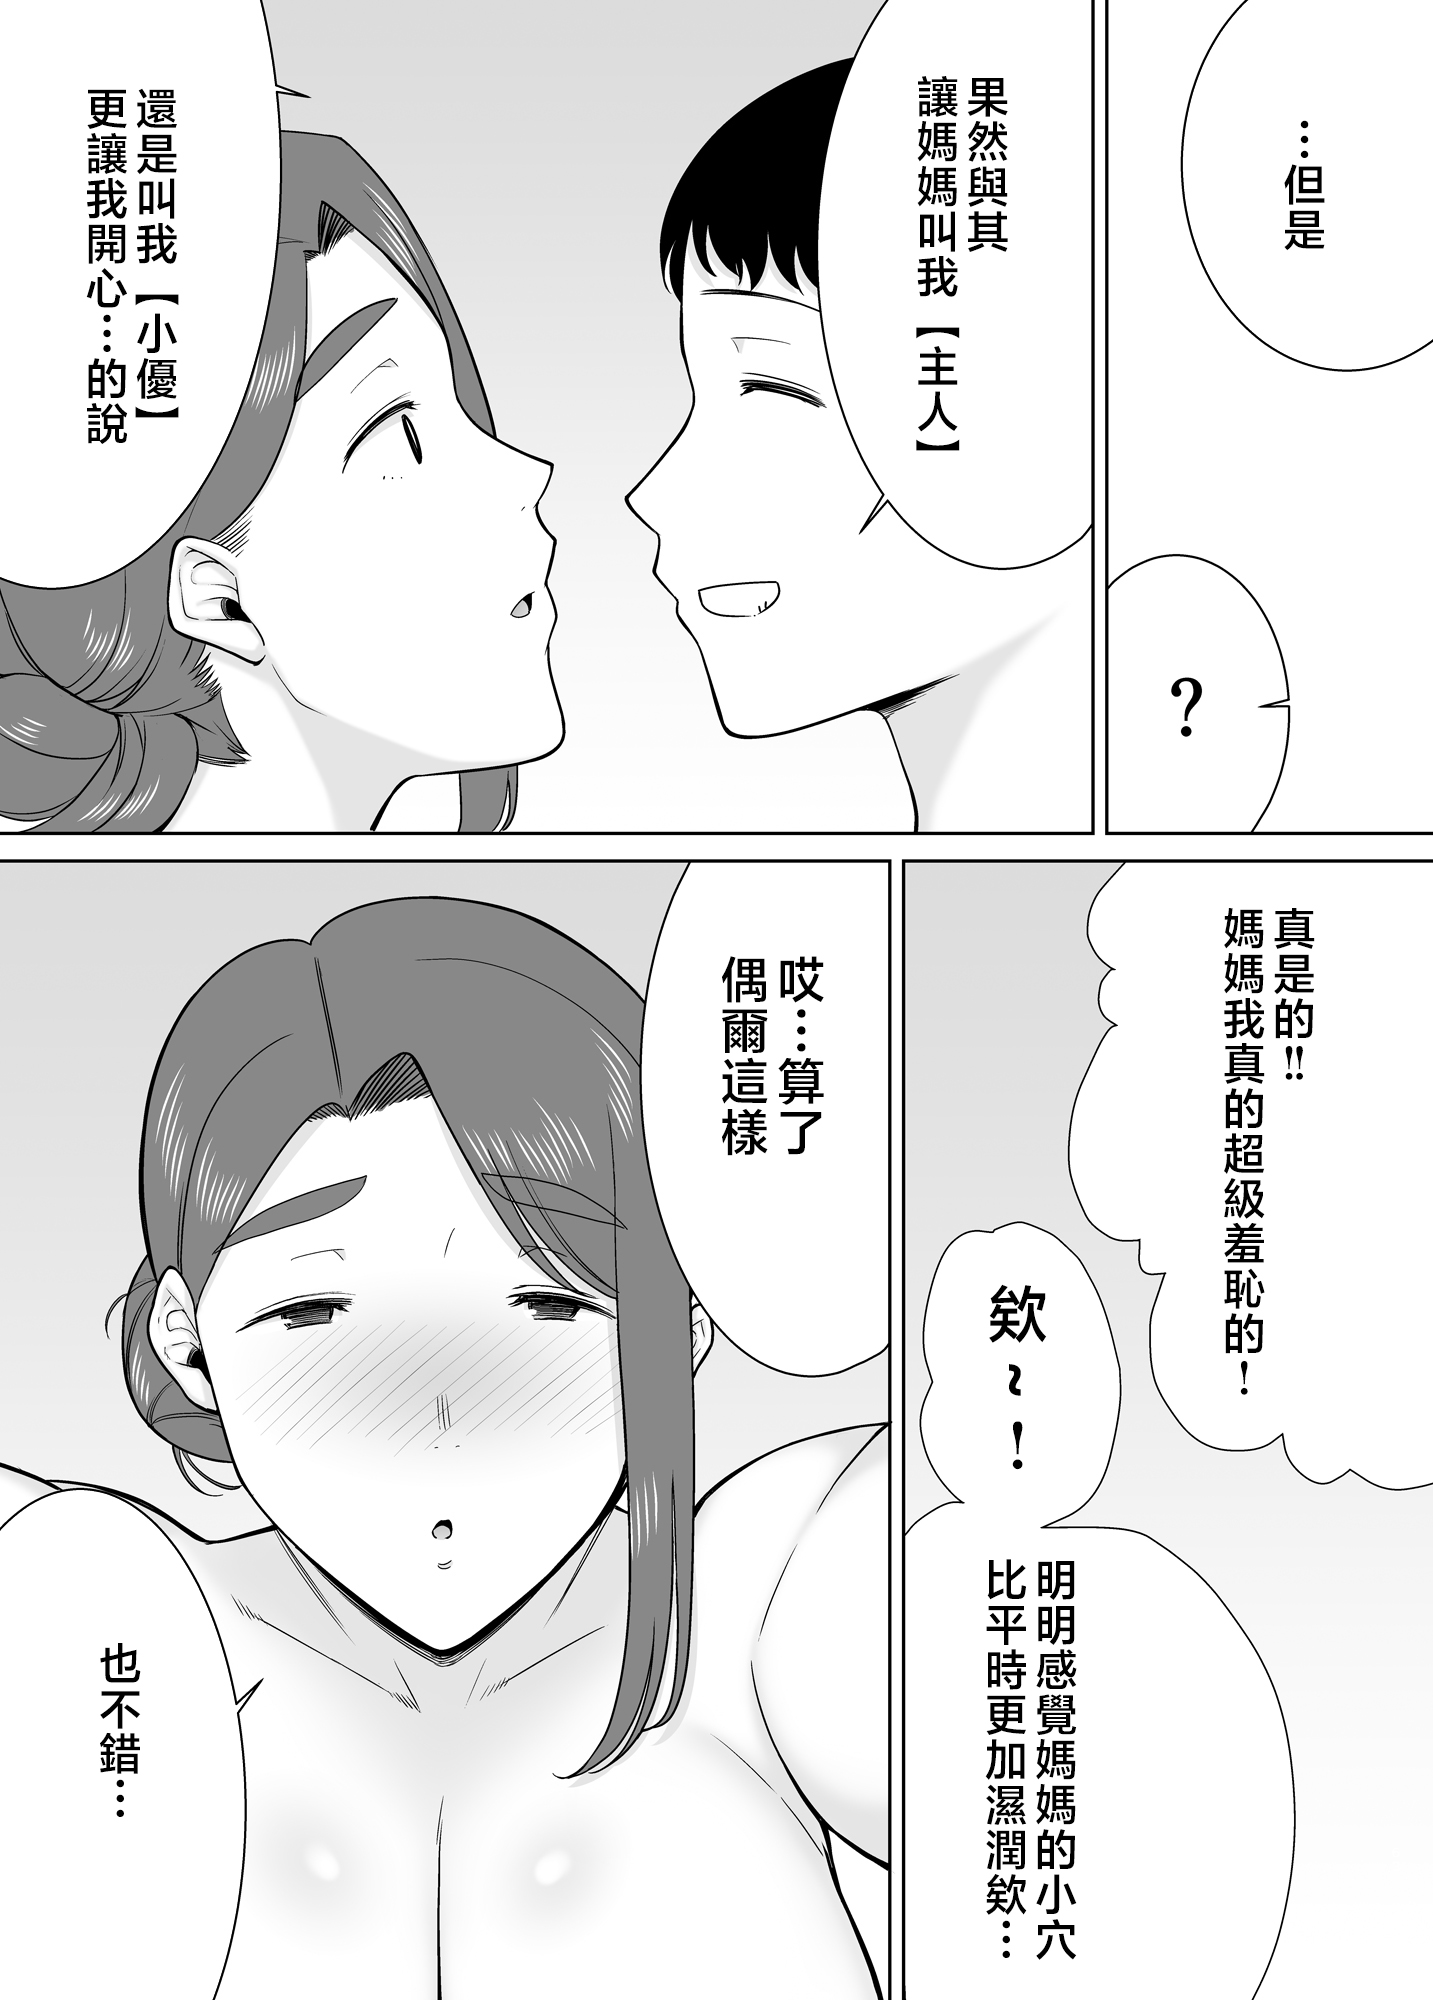 …但是
?
果然與其
讓媽媽叫我【主人】
還是叫我【小優】
更讓我開心…的說
真是的!!
媽媽我真的超級羞恥的!
欸~!
明明感覺媽媽的小穴
比平時更加濕潤欸…
哎…算了
偶爾這樣
也不錯…